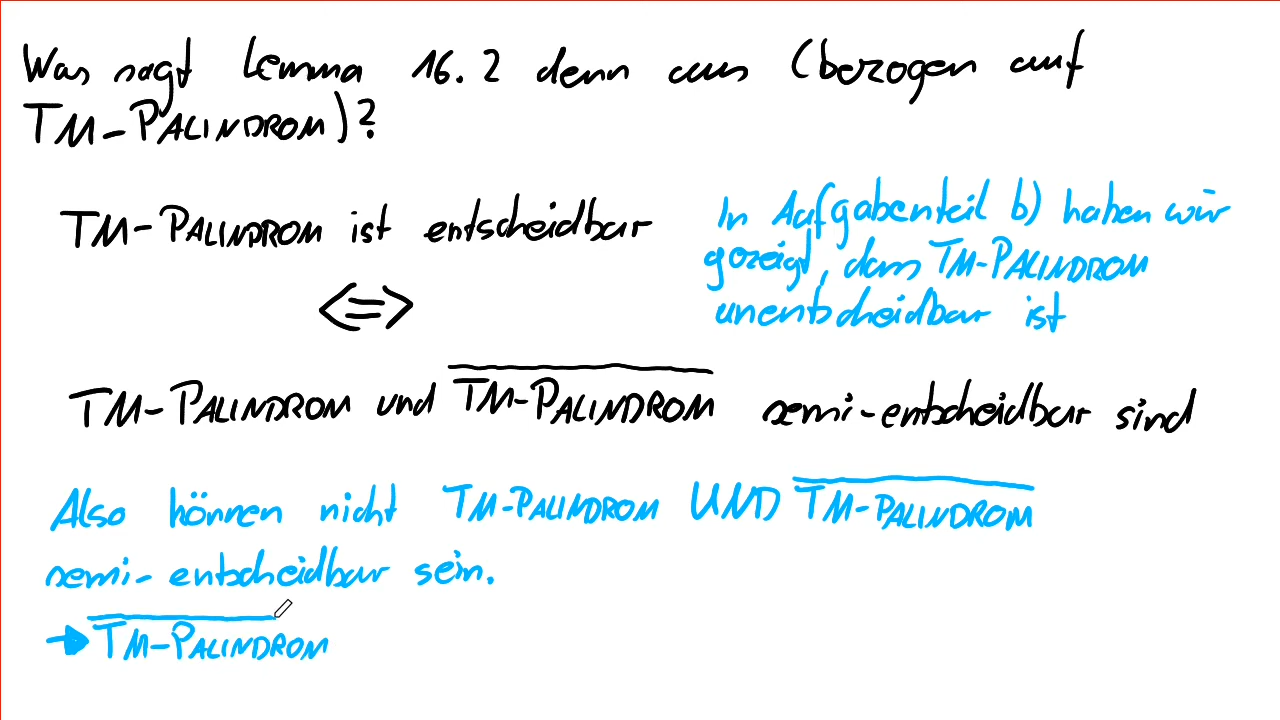 Was sagt Lemma 16.2 denn aus (bezogen auf
TM-PALINDROM)?
TM-PALINDROM ist entscheidbar
<=>
TM-PALINDROM und TM-PALINDROM semi-entscheidbar sind
In Aufgabenteil b) haben wir
gezeigt, dass TM-PALINDROM
unentscheidbar ist
Also können nicht TM-PALINDROM UND TM-PALINDROM
semi-entscheidbar sein.
→ TM-PALINDROM